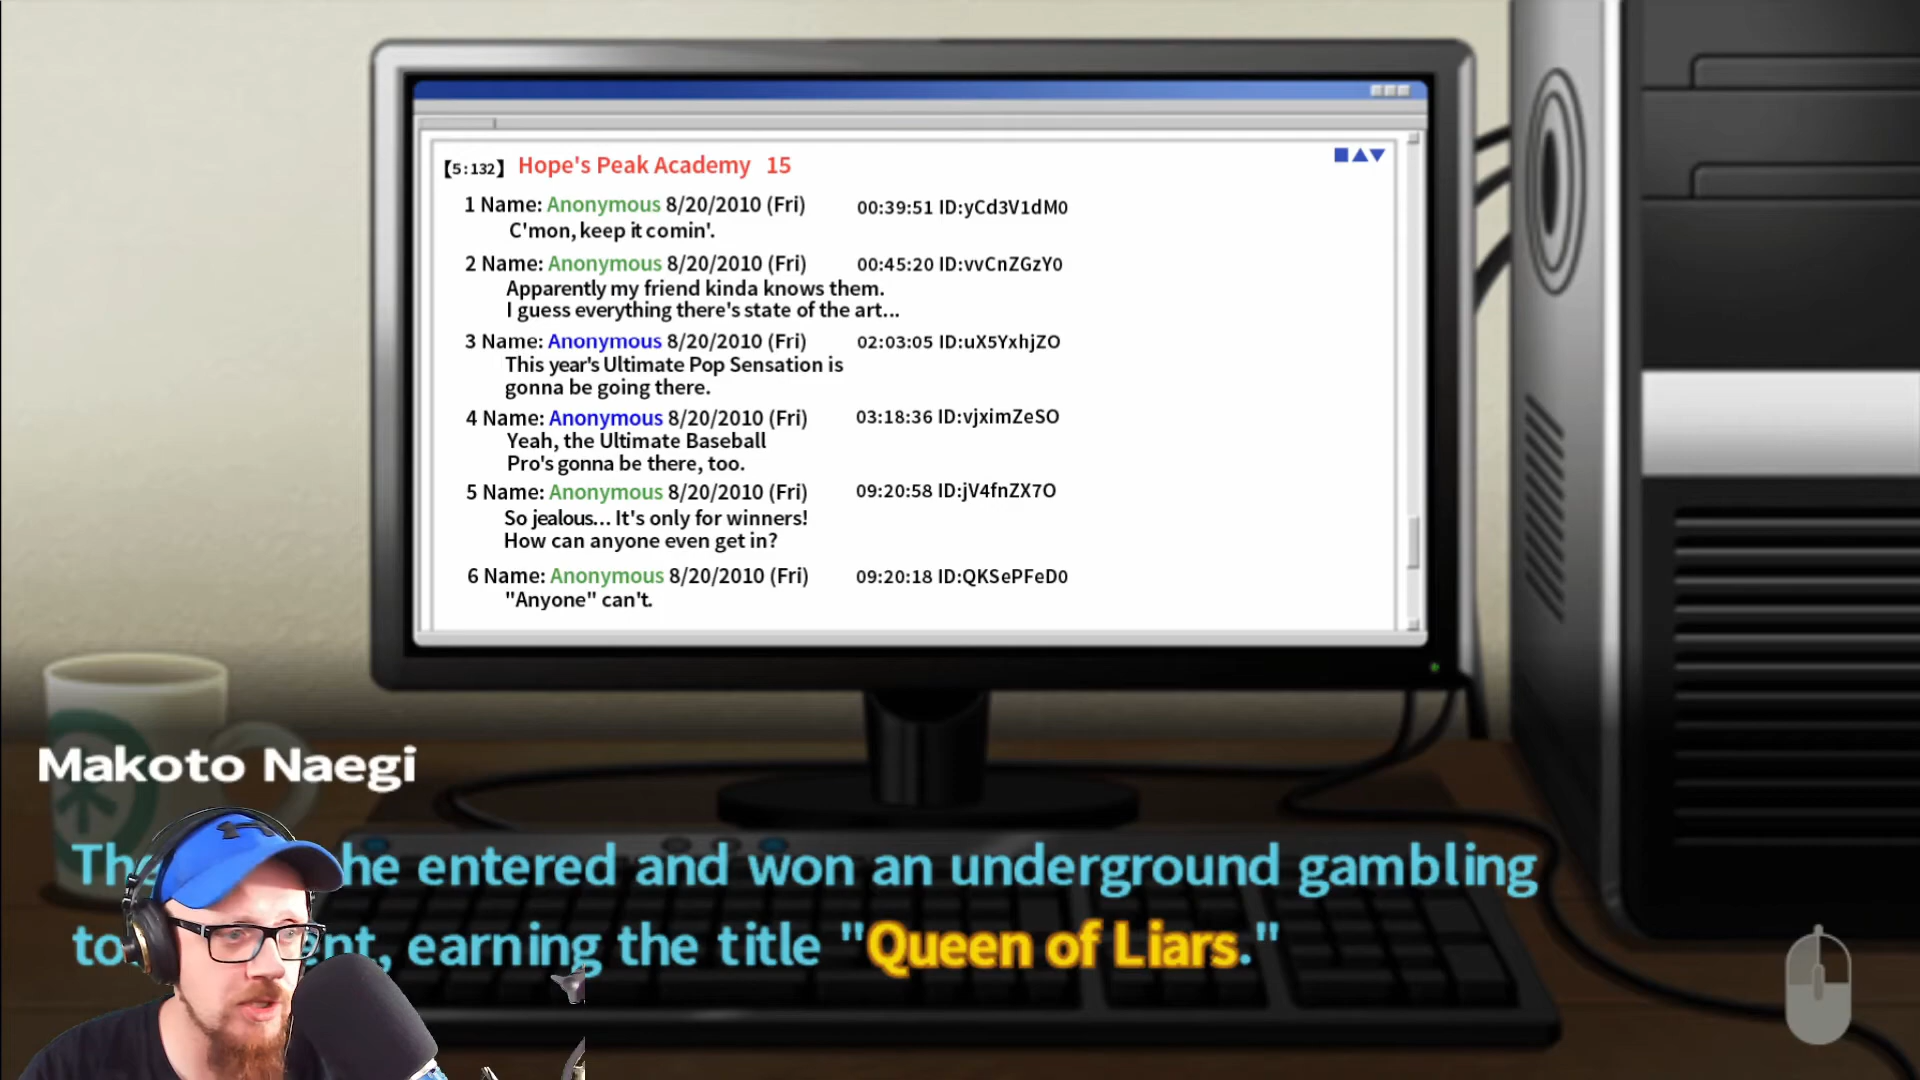 【5:132】 Hope's Peak Academy 15
1 Name: Anonymous 8/20/2010 (Fri) 00:39:51 ID:yCd3V1dM0
C'mon, keep it comin'.
2 Name: Anonymous 8/20/2010 (Fri) 00:45:20 ID:vvCnZGzY0
Apparently my friend kinda knows them.
I guess everything there's state of the art...
3 Name: Anonymous 8/20/2010 (Fri) 02:03:05 ID:uX5YxhjZO
This year's Ultimate Pop Sensation is
gonna be going there.
4 Name: Anonymous 8/20/2010 (Fri) 03:18:36 ID:vjximZeSO
Yeah, the Ultimate Baseball
Pro's gonna be there, too.
5 Name: Anonymous 8/20/2010 (Fri) 09:20:58 ID:jV4fnZX7O
So jealous... It's only for winners!
How can anyone even get in?
6 Name: Anonymous 8/20/2010 (Fri) 09:20:18 ID:QKSePFeD0
"Anyone" can't.
Makoto Naegi
he entered and won an underground gambling
earning the title "Queen of Liars."